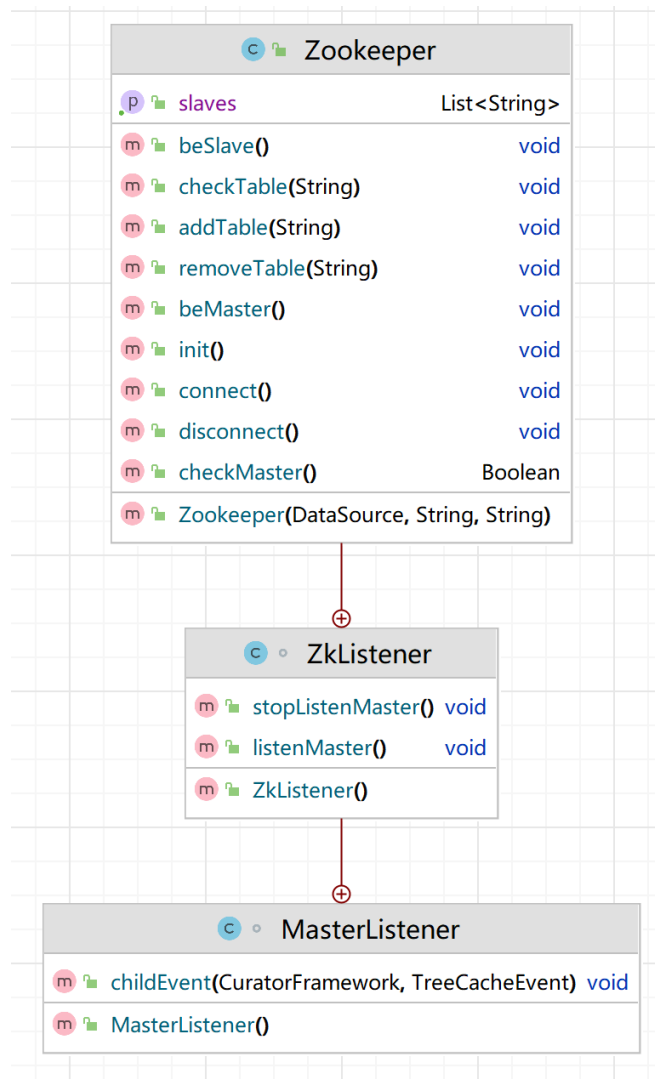 C Zookeeper
p slaves List<String>
m beSlave() void
m checkTable(String) void
m addTable(String) void
m removeTable(String) void
m beMaster() void
m init() void
m connect() void
m disconnect() void
m checkMaster() Boolean
m Zookeeper(DataSource, String, String)
C ZkListener
m stopListenMaster() void
m listenMaster() void
m ZkListener()
C MasterListener
m childEvent(CuratorFramework, TreeCacheEvent) void
m MasterListener()